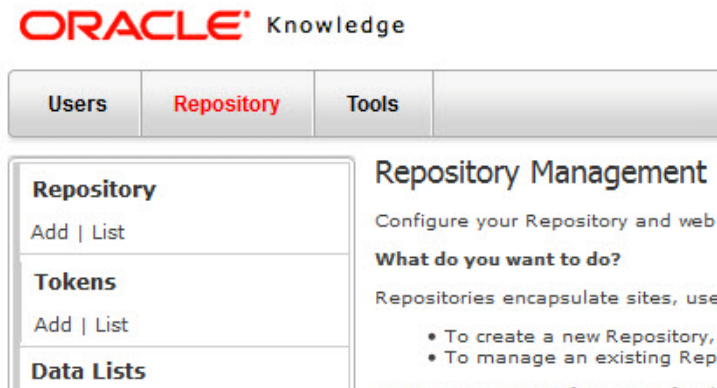 ORACLE Knowledge
Users Repository Tools
Repository
Add | List
Tokens
Add | List
Data Lists
Repository Management
Configure your Repository and web
What do you want to do?
Repositories encapsulate sites, use
• To create a new Repository,
• To manage an existing Rep